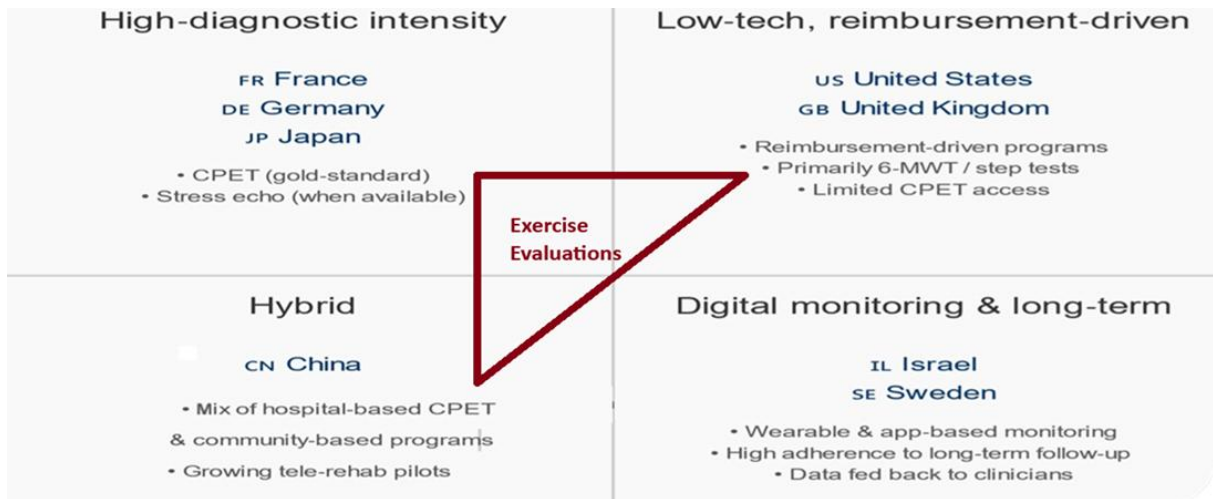 High-diagnostic intensity
FR France
DE Germany
JP Japan
• CPET (gold-standard)
• Stress echo (when available)
Low-tech, reimbursement-driven
US United States
GB United Kingdom
• Reimbursement-driven programs
• Primarily 6-MWT / step tests
• Limited CPET access
Exercise
Evaluations
Hybrid
CN China
• Mix of hospital-based CPET
& community-based programs
• Growing tele-rehab pilots
Digital monitoring & long-term
IL Israel
SE Sweden
• Wearable & app-based monitoring
• High adherence to long-term follow-up
• Data fed back to clinicians